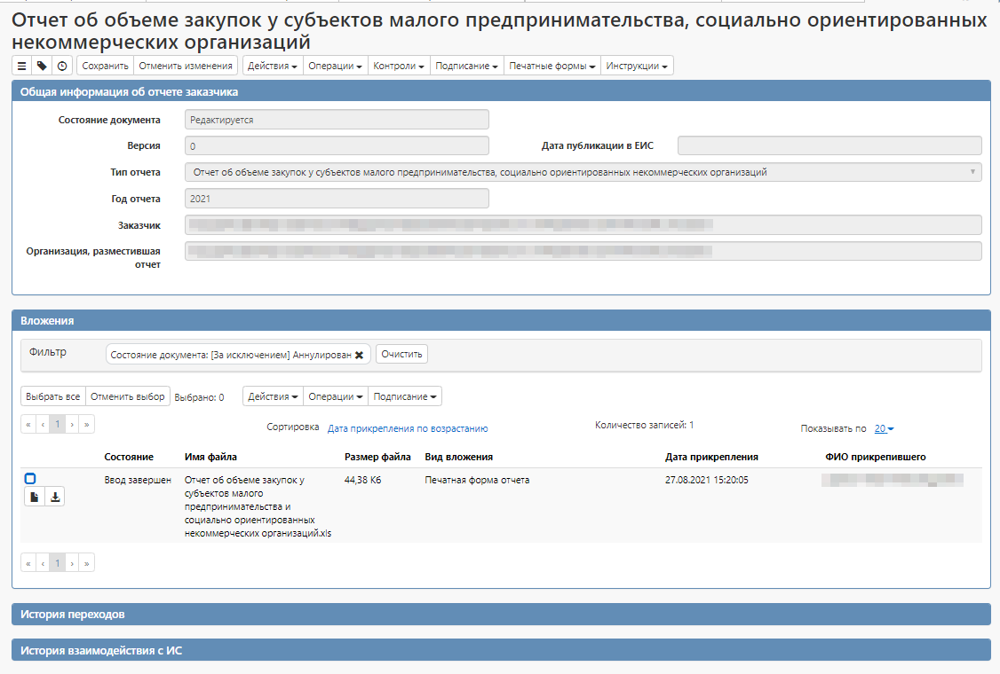 Отчет об объеме закупок у субъектов малого предпринимательства, социально ориентированных
некоммерческих организаций
Сохранить Отменить изменения Действия Операции Контроли Подписание Печатные формы Инструкции
Общая информация об отчете заказчика
Состояние документа Редактируется
Версия 0 Дата публикации в ЕИС
Тип отчета Отчет об объеме закупок у субъектов малого предпринимательства, социально ориентированных некоммерческих организаций
Год отчета 2021
Заказчик
Организация, разместившая
отчет
Вложения
Фильтр Состояние документа: [За исключением] Аннулирован ✖ Очистить
Выбрать все Отменить выбор Выбрано: 0 Действия Операции Подписание
« ‹ 1 › » Сортировка Дата прикрепления по возрастанию Количество записей: 1 Показывать по 20
Состояние Имя файла Размер файла Вид вложения Дата прикрепления ФИО прикрепившего
Ввод завершен Отчет об объеме закупок у 44,38 Кб Печатная форма отчета 27.08.2021 15:20:05
субъектов малого
предпринимательства и
социально ориентированных
некоммерческих организаций.xls
« ‹ 1 › »
История переходов
История взаимодействия с ИС